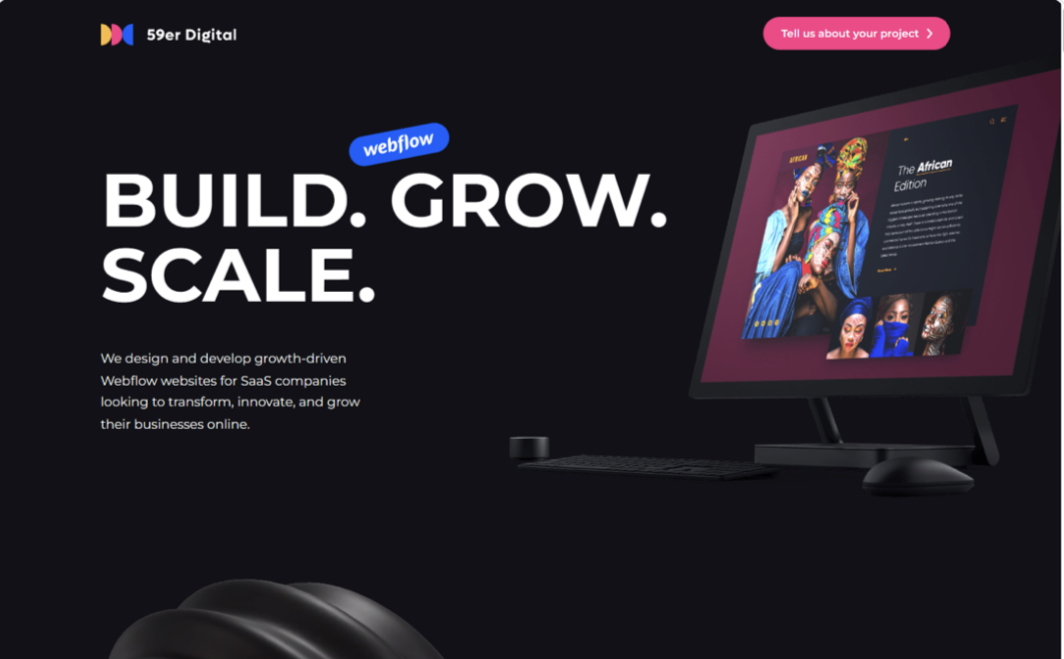 59er Digital
Tell us about your project
webflow
BUILD. GROW.
SCALE.
We design and develop growth-driven
Webflow websites for SaaS companies
looking to transform, innovate, and grow
their businesses online.
The African
Edition